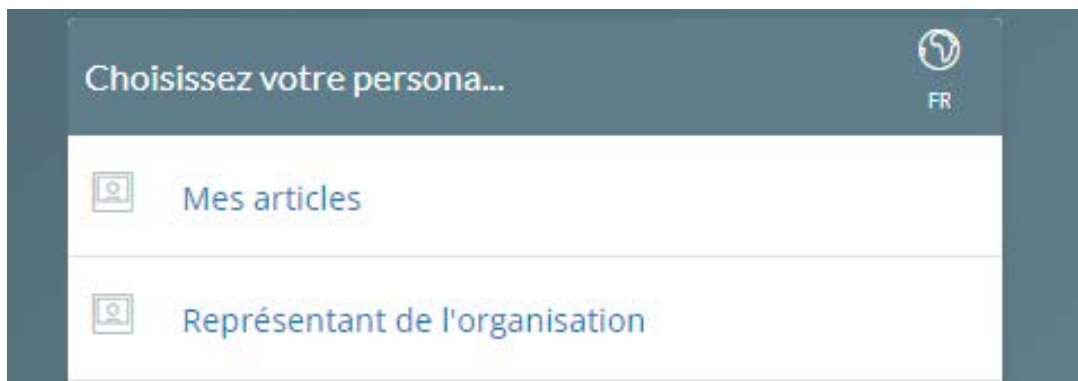 Choisissez votre persona...
FR
Mes articles
Représentant de l'organisation